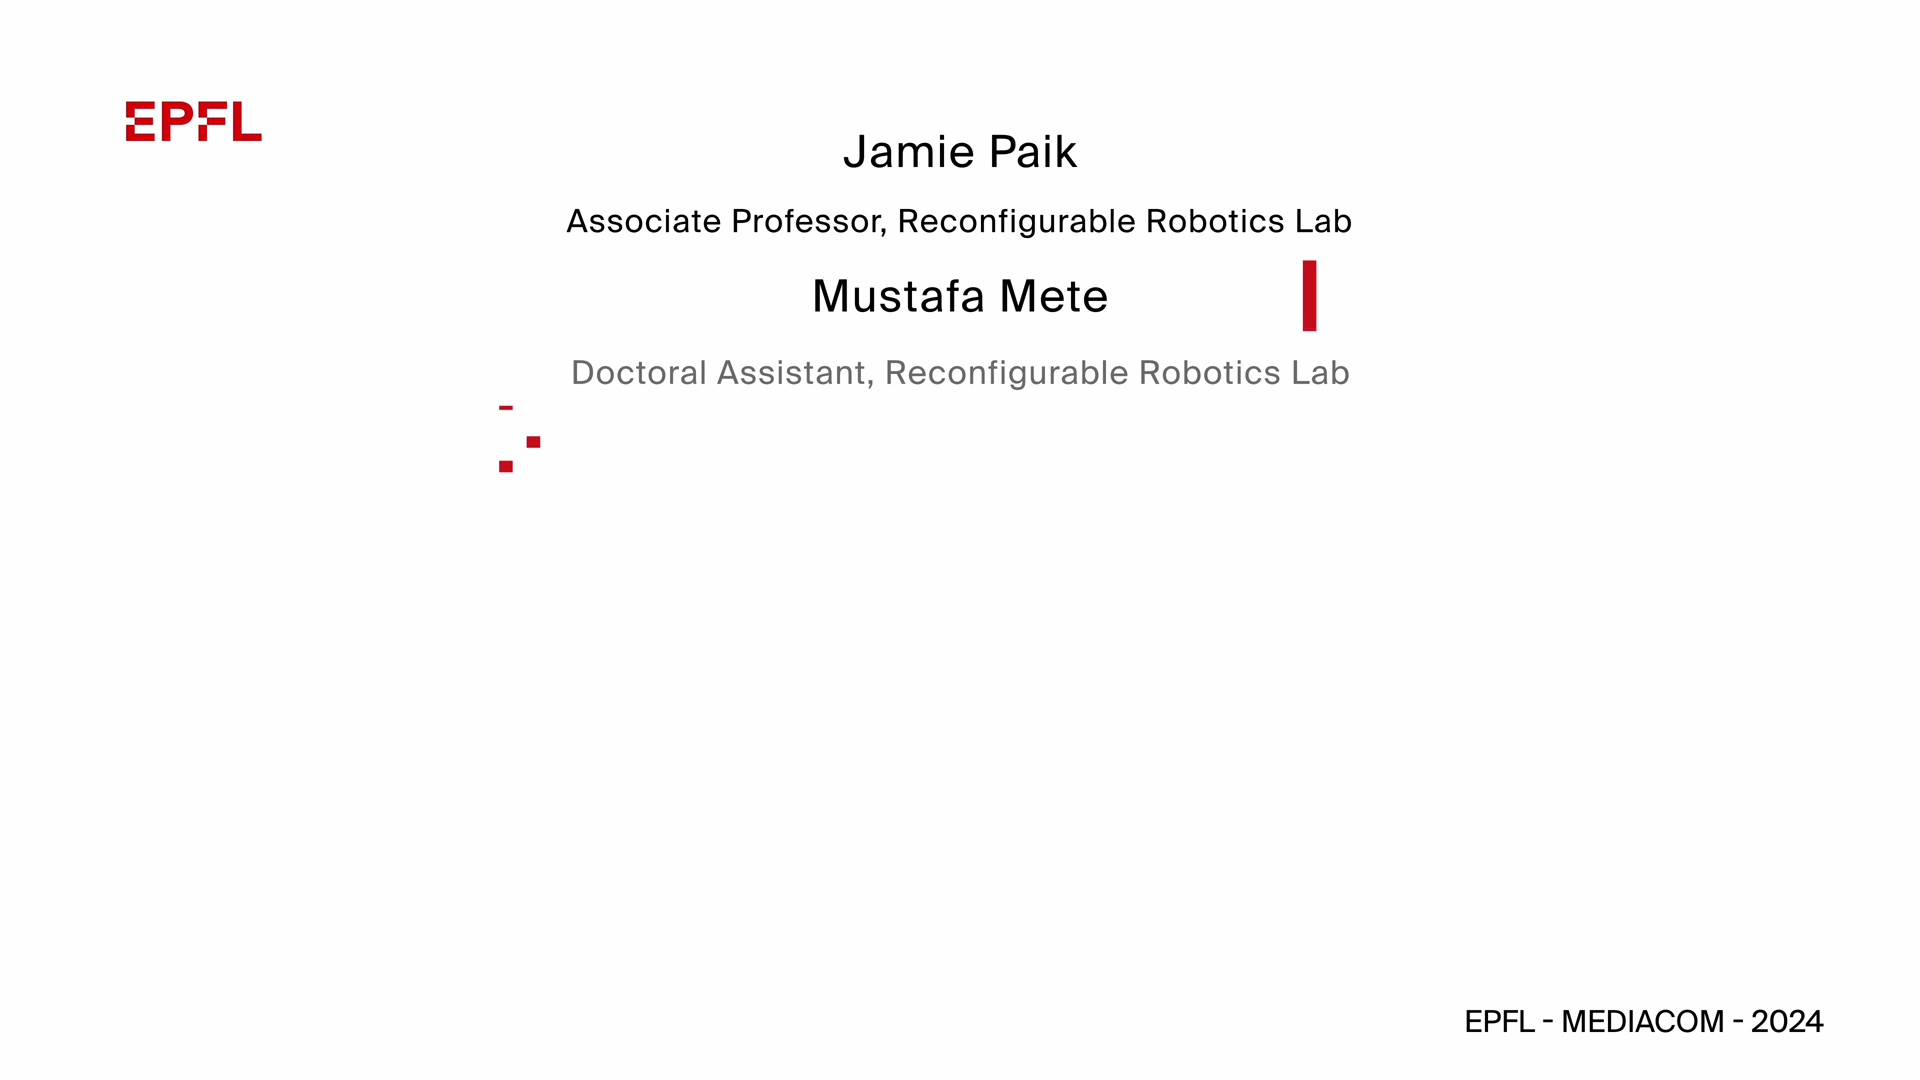 EPFL
Jamie Paik
Associate Professor, Reconfigurable Robotics Lab
Mustafa Mete
Doctoral Assistant, Reconfigurable Robotics Lab
EPFL - MEDIACOM - 2024